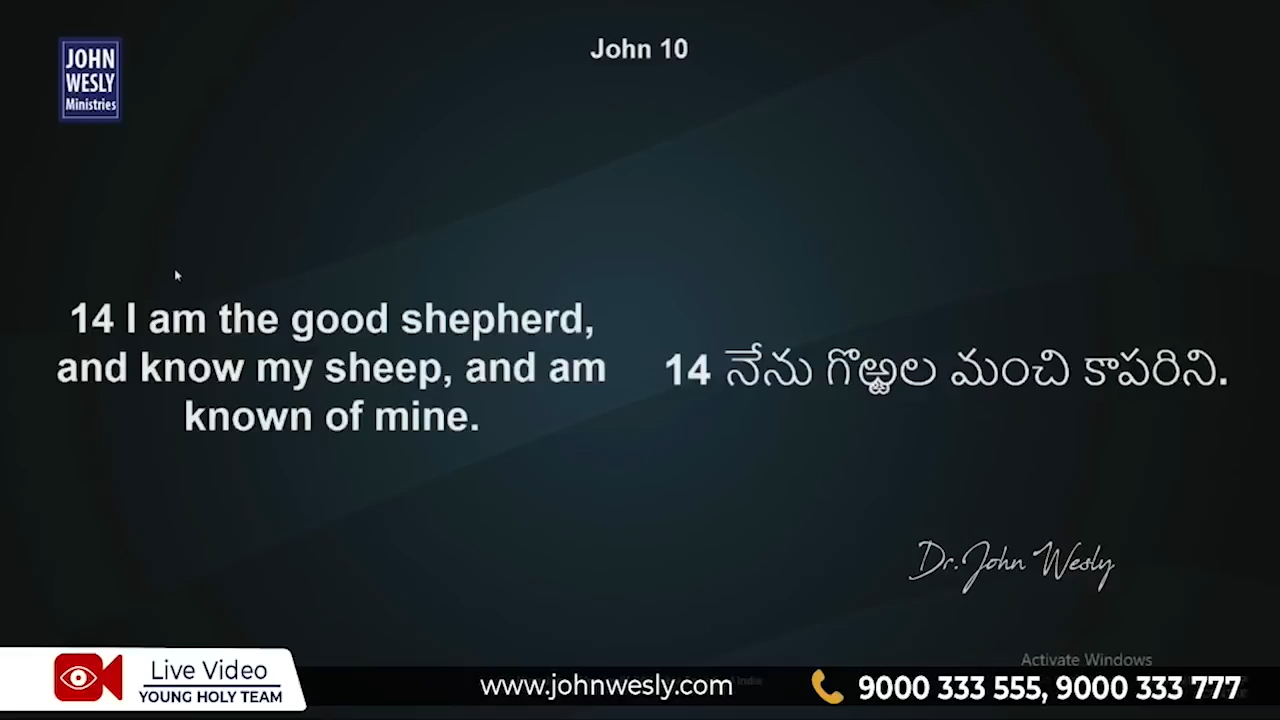 John 10
JOHN
WESLY
Ministries
14 I am the good shepherd,
and know my sheep, and am
known of mine.
14 నేను గొఱ్ఱల మంచి కాపరిని.
Dr. John Wesly
Activate Windows
Live Video
YOUNG HOLY TEAM
www.johnwesly.com
9000 333 555, 9000 333 777